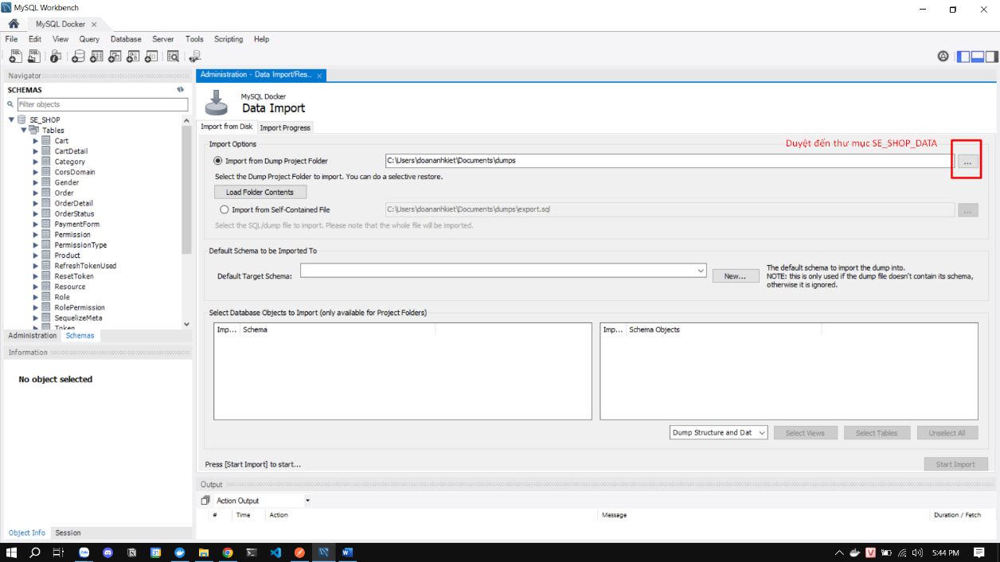 MySQL Workbench
MySQL Docker
File Edit View Query Database Server Tools Scripting Help
Navigator
SCHEMAS
Filter objects
SE_SHOP
Tables
Cart
CartDetail
Category
CorsDomain
Gender
Order
OrderDetail
OrderStatus
PaymentForm
Permission
PermissionType
Product
RefreshTokenUsed
ResetToken
Resource
Role
RolePermission
SequelizeMeta
Token
Administration Schemas
Information
No object selected
Object Info Session
Administration - Data Import/Res...
MySQL Docker
Data Import
Import from Disk Import Progress
Import Options
Duyệt đến thư mục SE_SHOP_DATA
Import from Dump Project Folder C:\Users\doananhkiet\Documents\dumps ...
Select the Dump Project Folder to import. You can do a selective restore.
Load Folder Contents
Import from Self-Contained File C:\Users\doananhkiet\Documents\dumps\export.sql ...
Select the SQL/dump file to import. Please note that the whole file will be imported.
Default Schema to be Imported To
Default Target Schema: New...
The default schema to import the dump into.
NOTE: this is only used if the dump file doesn't contain its schema,
otherwise it is ignored.
Select Database Objects to Import (only available for Project Folders)
Imp... Schema
Imp... Schema Objects
Dump Structure and Dat Select Views Select Tables Unselect All
Press [Start Import] to start...
Start Import
Output
Action Output
# Time Action Message Duration / Fetch
5:44 PM